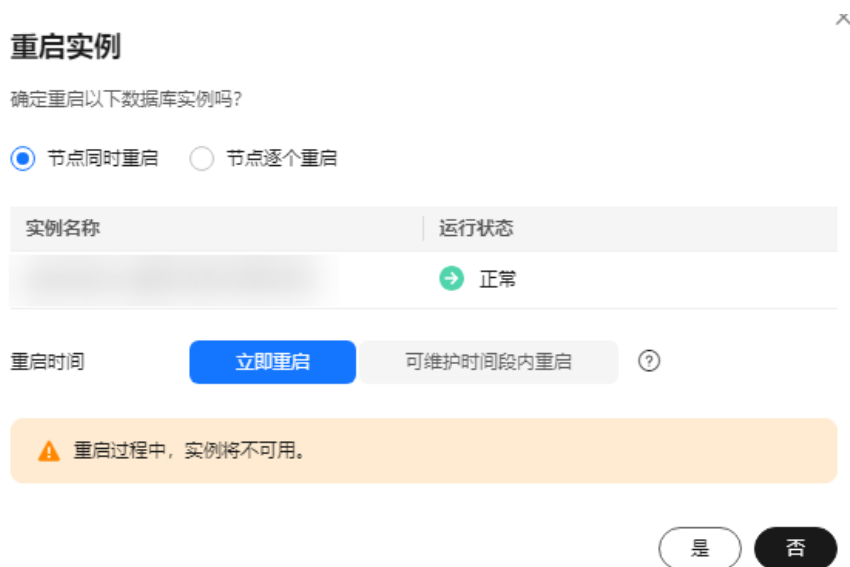 重启实例
确定重启以下数据库实例吗?
节点同时重启 节点逐个重启
实例名称 运行状态
正常
重启时间 立即重启 可维护时间段内重启 ?
重启过程中，实例将不可用。
是 否